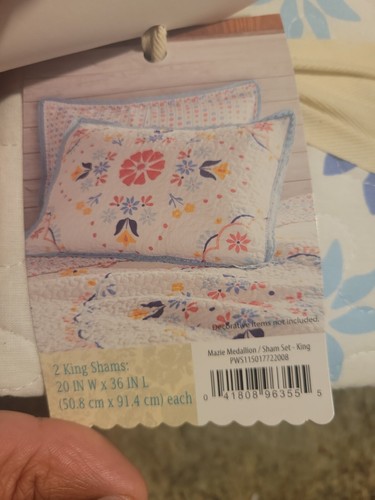 Decorative items not included.
2 King Shams:
20 IN W x 36 IN L
(50.8 cm x 91.4 cm) each
Mazie Medallion / Sham Set - King
PWS115017722008
0 41808 96355 5